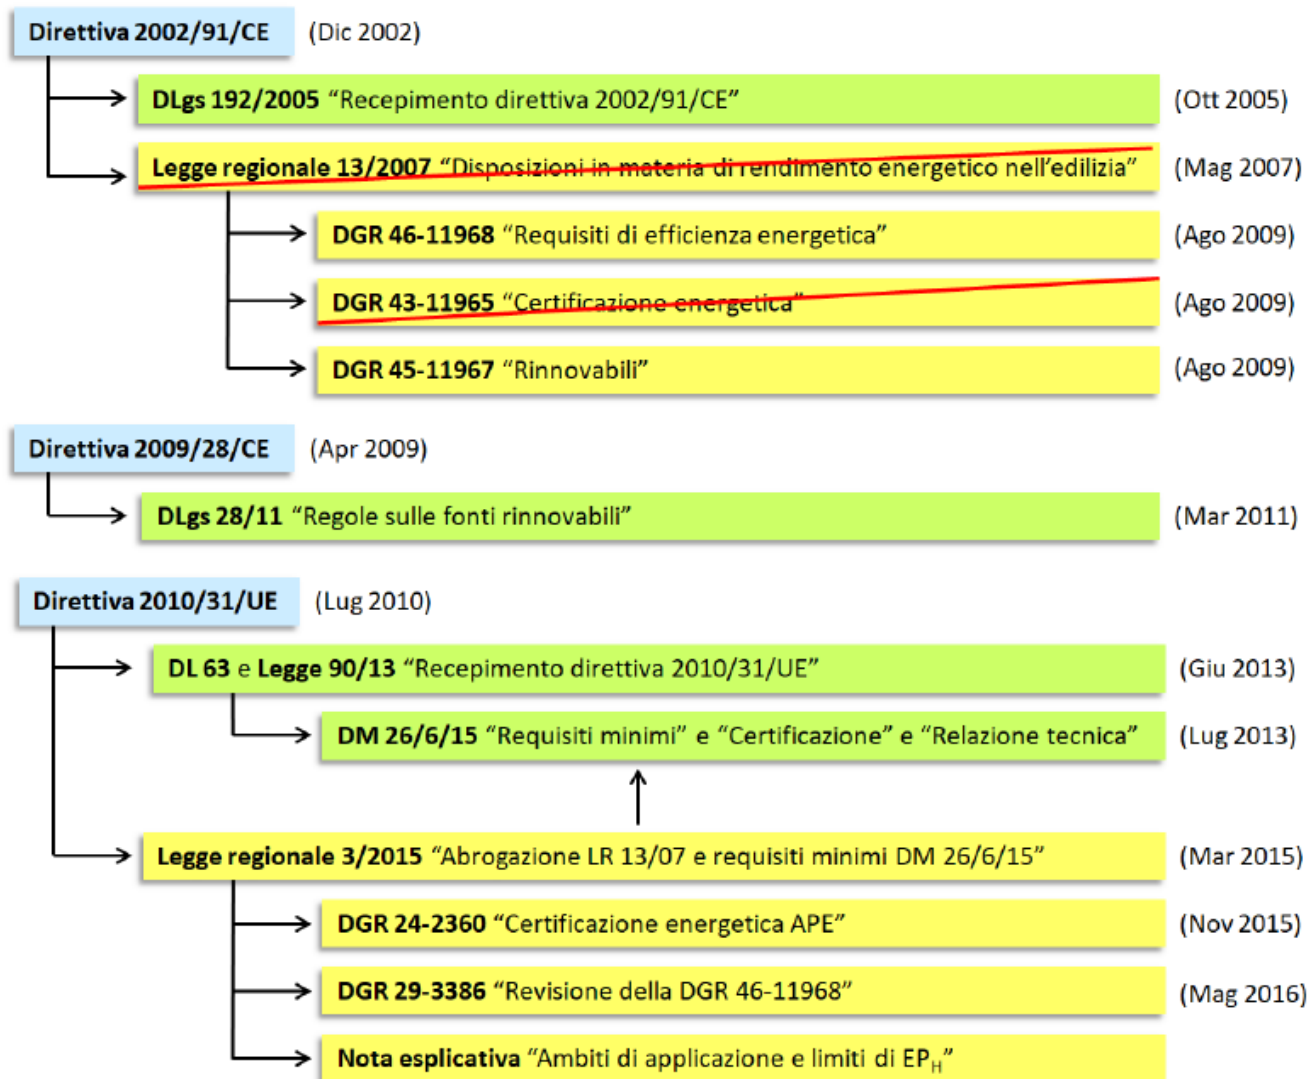 Direttiva 2002/91/CE (Dic 2002)
DLgs 192/2005 “Recepimento direttiva 2002/91/CE” (Ott 2005)
Legge regionale 13/2007 “Disposizioni in materia di rendimento energetico nell’edilizia” (Mag 2007)
DGR 46-11968 “Requisiti di efficienza energetica” (Ago 2009)
DGR 43-11965 “Certificazione energetica” (Ago 2009)
DGR 45-11967 “Rinnovabili” (Ago 2009)
Direttiva 2009/28/CE (Apr 2009)
DLgs 28/11 “Regole sulle fonti rinnovabili” (Mar 2011)
Direttiva 2010/31/UE (Lug 2010)
DL 63 e Legge 90/13 “Recepimento direttiva 2010/31/UE” (Giu 2013)
DM 26/6/15 “Requisiti minimi” e “Certificazione” e “Relazione tecnica” (Lug 2013)
Legge regionale 3/2015 “Abrogazione LR 13/07 e requisiti minimi DM 26/6/15” (Mar 2015)
DGR 24-2360 “Certificazione energetica APE” (Nov 2015)
DGR 29-3386 “Revisione della DGR 46-11968” (Mag 2016)
Nota esplicativa “Ambiti di applicazione e limiti di EPH”